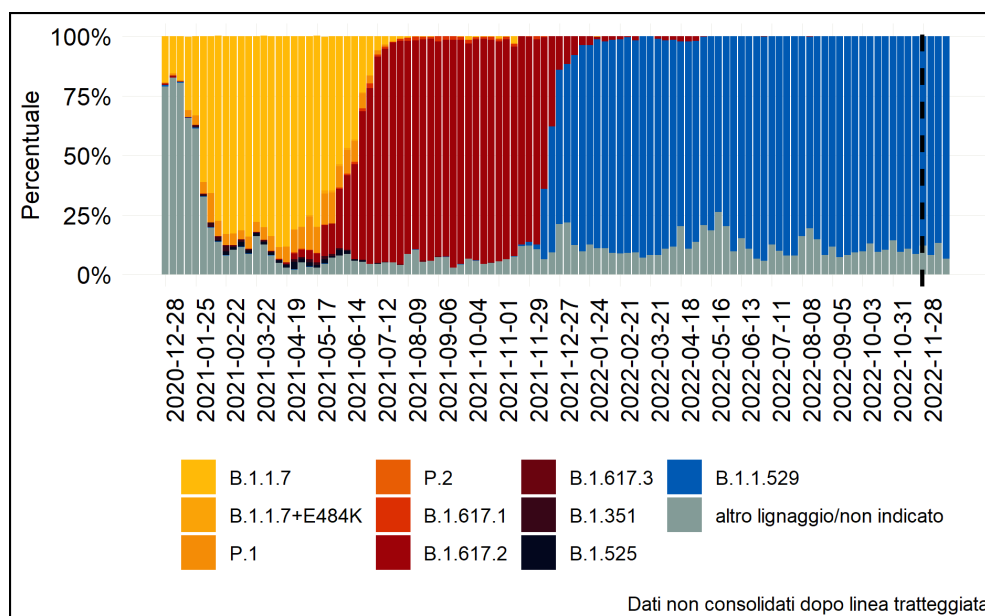 100%
75%
50%
25%
0%
Percentuale
2020-12-28
2021-01-25
2021-02-22
2021-03-22
2021-04-19
2021-05-17
2021-06-14
2021-07-12
2021-08-09
2021-09-06
2021-10-04
2021-11-01
2021-11-29
2021-12-27
2022-01-24
2022-02-21
2022-03-21
2022-04-18
2022-05-16
2022-06-13
2022-07-11
2022-08-08
2022-09-05
2022-10-03
2022-10-31
2022-11-28
B.1.1.7
P.2
B.1.617.3
B.1.1.529
B.1.1.7+E484K
B.1.617.1
B.1.351
altro lignaggio/non indicato
P.1
B.1.617.2
B.1.525
Dati non consolidati dopo linea tratteggiata